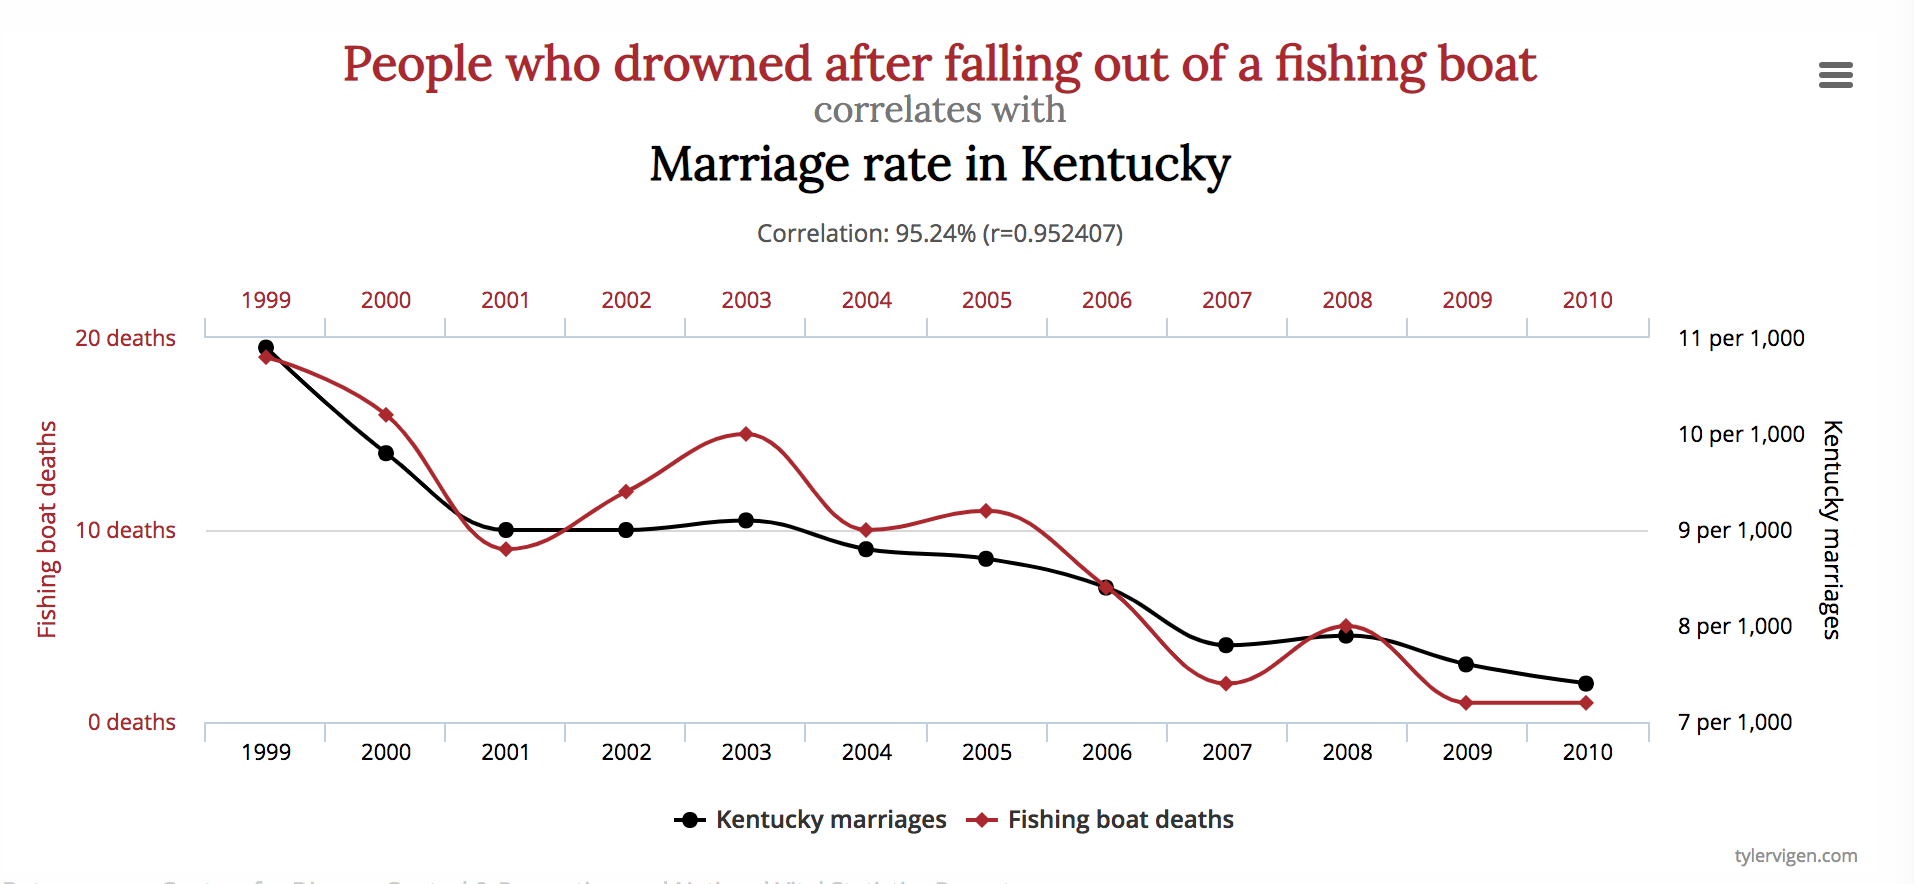 People who drowned after falling out of a fishing boat
correlates with
Marriage rate in Kentucky
Correlation: 95.24% (r=0.952407)
1999 2000 2001 2002 2003 2004 2005 2006 2007 2008 2009 2010
20 deaths
10 deaths
0 deaths
Fishing boat deaths
11 per 1,000
10 per 1,000
9 per 1,000
8 per 1,000
7 per 1,000
Kentucky marriages
1999 2000 2001 2002 2003 2004 2005 2006 2007 2008 2009 2010
Kentucky marriages Fishing boat deaths
tylervigen.com